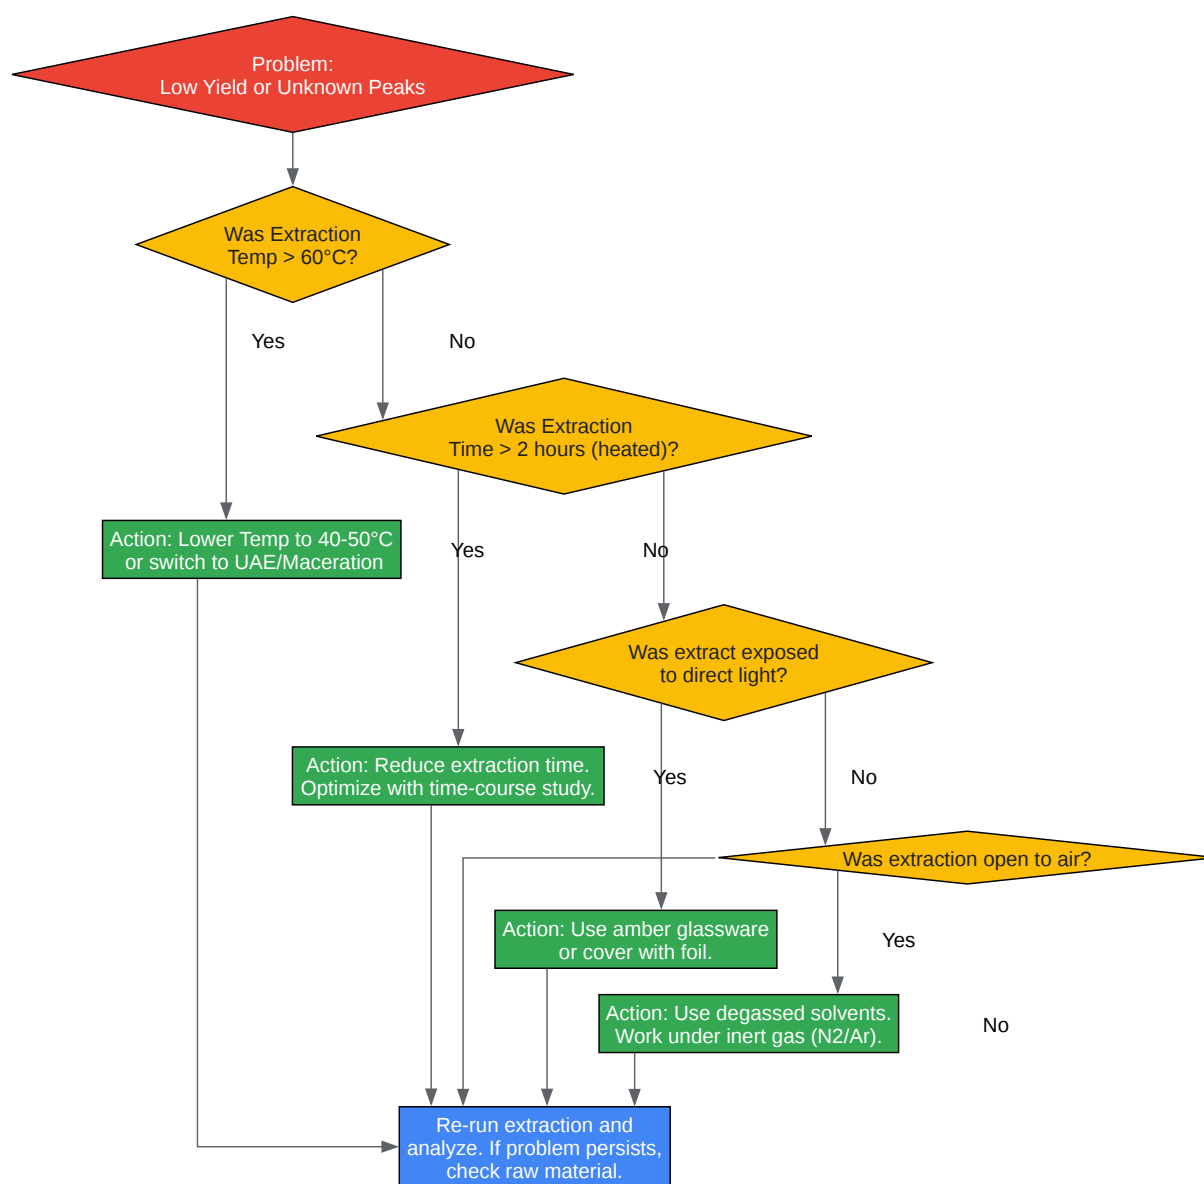 Problem:
Low Yield or Unknown Peaks
Was Extraction
Temp > 60°C?
Yes
No
Was Extraction
Time > 2 hours (heated)?
Action: Lower Temp to 40-50°C
or switch to UAE/Maceration
Yes
No
Was extract exposed
to direct light?
Action: Reduce extraction time.
Optimize with time-course study.
Yes
No
Was extraction open to air?
Action: Use amber glassware
or cover with foil.
Yes
Action: Use degassed solvents.
Work under inert gas (N2/Ar).
No
Re-run extraction and
analyze. If problem persists,
check raw material.